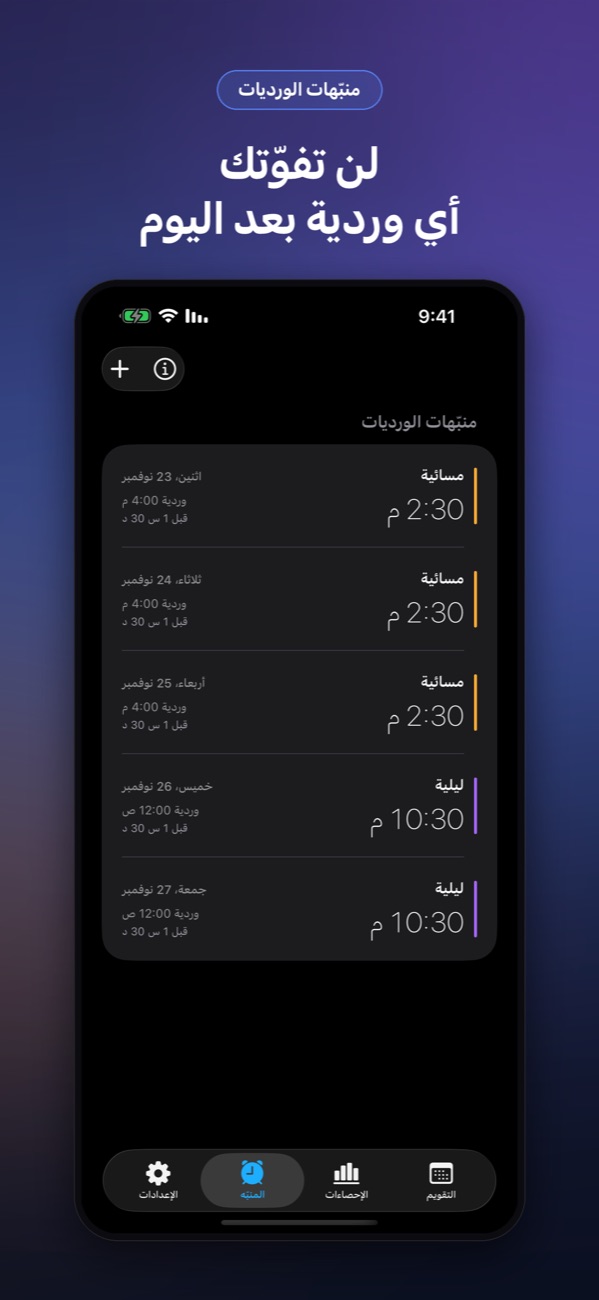 منبّهات الورديات
لن تفوّتك
أي وردية بعد اليوم
9:41
منبّهات الورديات
مسائية
2:30 م
اثنين، 23 نوفمبر
وردية 4:00 م
قبل 1 س 30 د
مسائية
2:30 م
ثلاثاء، 24 نوفمبر
وردية 4:00 م
قبل 1 س 30 د
مسائية
2:30 م
أربعاء، 25 نوفمبر
وردية 4:00 م
قبل 1 س 30 د
ليلية
10:30 م
خميس، 26 نوفمبر
وردية 12:00 ص
قبل 1 س 30 د
ليلية
10:30 م
جمعة، 27 نوفمبر
وردية 12:00 ص
قبل 1 س 30 د
التقويم
الإحصاءات
المنبّه
الإعدادات